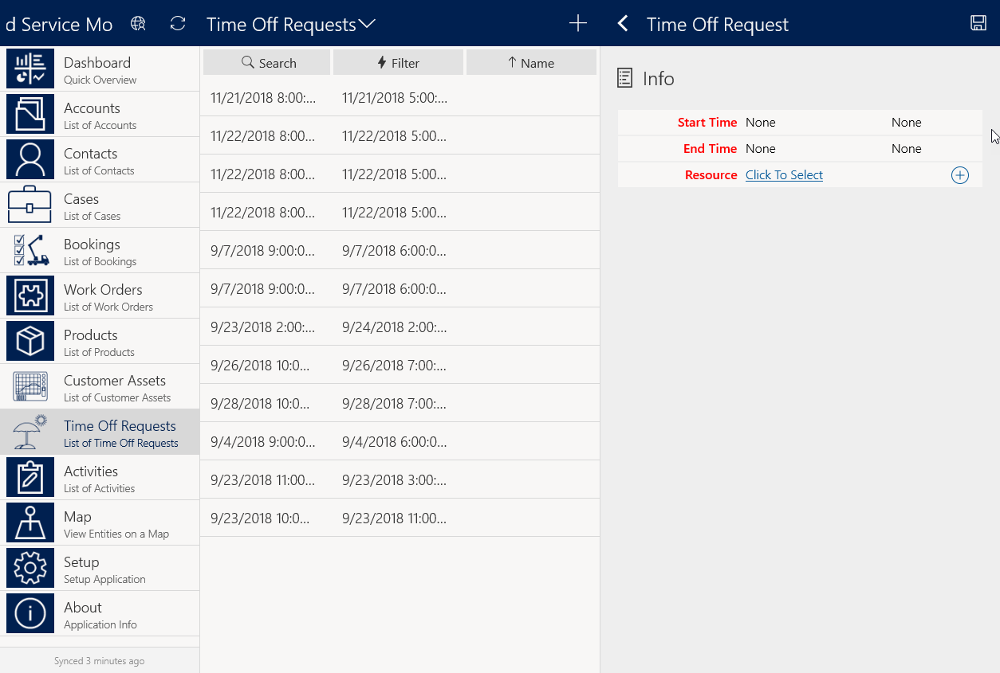 d Service Mo
Time Off Requests
Time Off Request
Dashboard
Quick Overview
Accounts
List of Accounts
Contacts
List of Contacts
Cases
List of Cases
Bookings
List of Bookings
Work Orders
List of Work Orders
Products
List of Products
Customer Assets
List of Customer Assets
Time Off Requests
List of Time Off Requests
Activities
List of Activities
Map
View Entities on a Map
Setup
Setup Application
About
Application Info
Synced 3 minutes ago
Search Filter Name
11/21/2018 8:00:... 11/21/2018 5:00:...
11/22/2018 8:00... 11/22/2018 5:00...
11/22/2018 8:00... 11/22/2018 5:00...
11/22/2018 8:00... 11/22/2018 5:00...
9/7/2018 9:00:0... 9/7/2018 6:00:0...
9/7/2018 9:00:0... 9/7/2018 6:00:0...
9/23/2018 2:00:... 9/24/2018 2:00:...
9/26/2018 10:0... 9/26/2018 7:00:...
9/28/2018 10:0... 9/28/2018 7:00:...
9/4/2018 9:00:0... 9/4/2018 6:00:0...
9/23/2018 11:00... 9/23/2018 3:00:...
9/23/2018 10:0... 9/23/2018 11:00...
Info
Start Time None None
End Time None None
Resource Click To Select